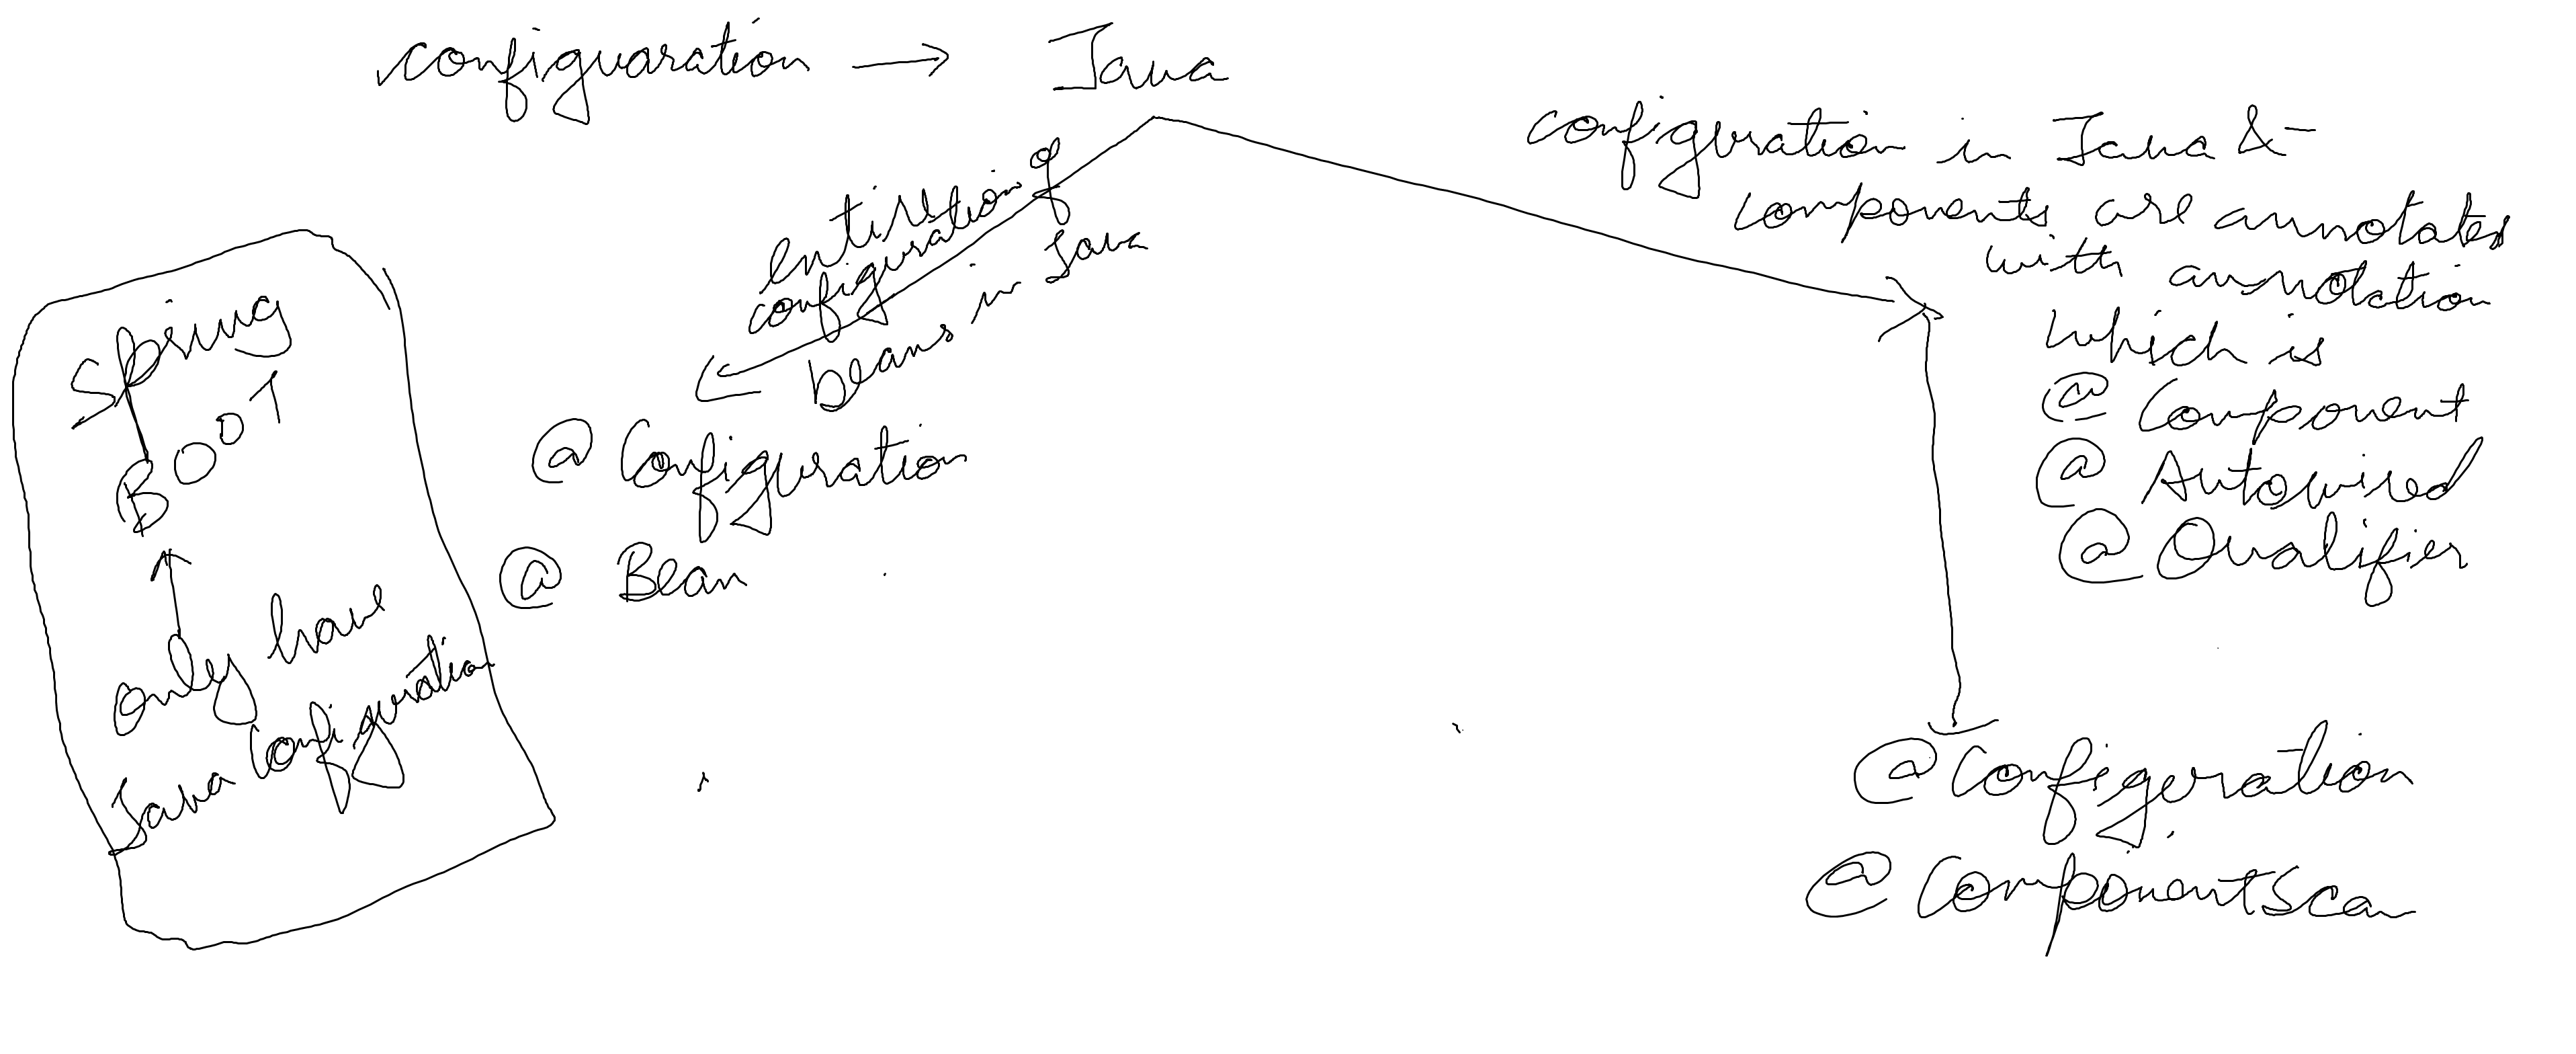 configuaration → Java
entire
configuration of
beans in Java
@ Configuration
@ Bean
configuration in Java &
components are annotated
with annotation
which is
@ Component
@ Autowired
@ Qualifier
@ Configeration
@ ComponentScan
Spring
BOOT
only have
Java Configuration